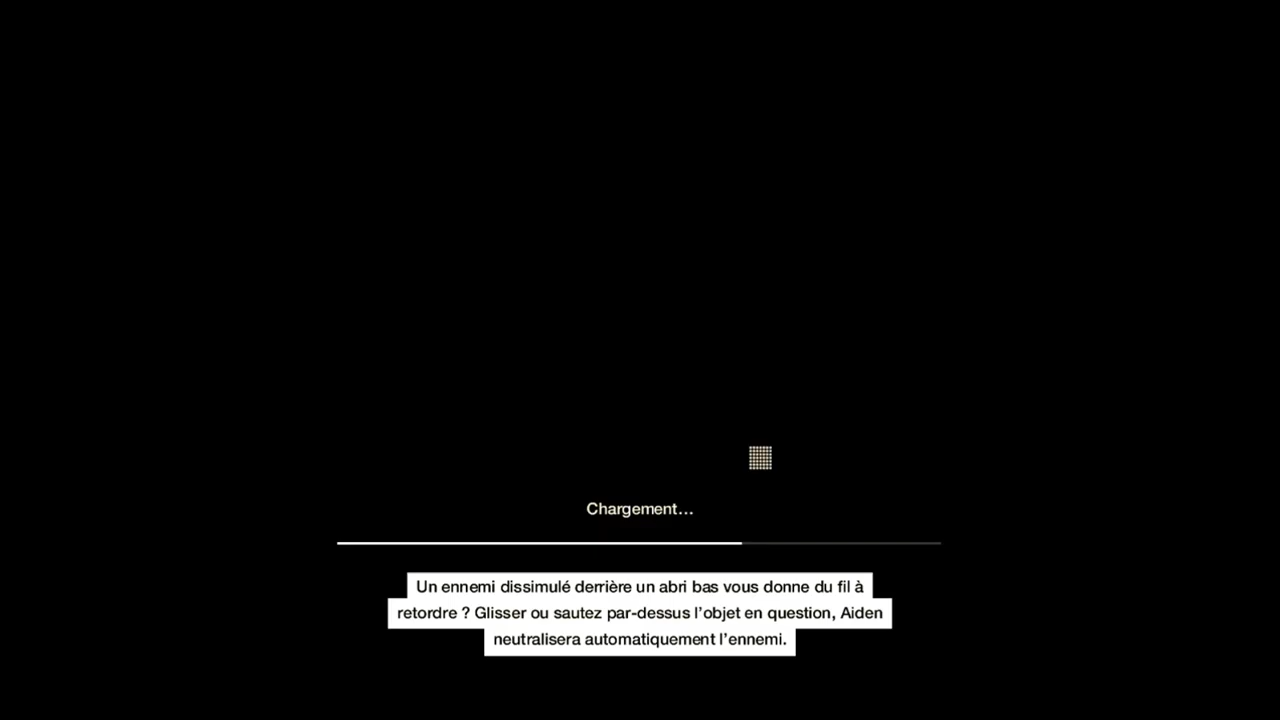 Chargement...
Un ennemi dissimulé derrière un abri bas vous donne du fil à
retordre ? Glisser ou sautez par-dessus l’objet en question, Aiden
neutralisera automatiquement l’ennemi.